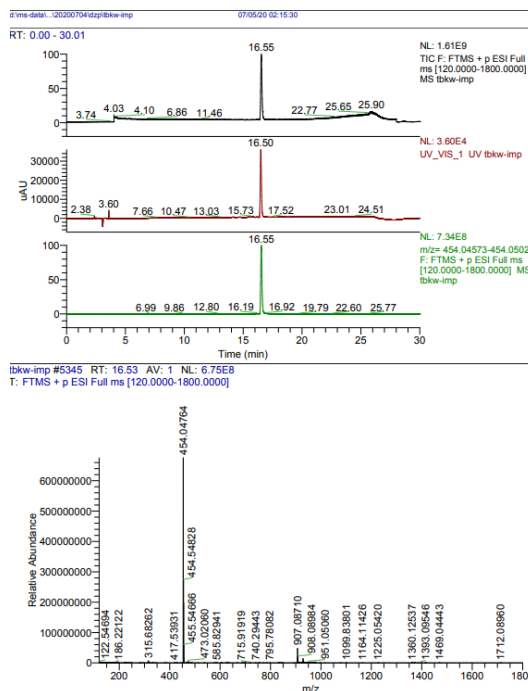 d:\ms-data\...\20200704\dzp\tbkw-imp 07/05/20 02:15:30
RT: 0.00 - 30.01
NL: 1.61E9
TIC F: FTMS + p ESI Full
ms [120.0000-1800.0000]
MS tbkw-imp
100
50
0
3.74 4.03 4.10 6.86 11.46 16.55 22.77 25.65 25.90
NL: 3.60E4
UV_VIS_1 UV tbkw-imp
uAU
30000
20000
10000
0
2.38 3.60 7.66 10.47 13.03 15.73 16.50 17.52 23.01 24.51
NL: 7.34E8
m/z= 454.04573-454.0502
F: FTMS + p ESI Full ms
[120.0000-1800.0000] MS
tbkw-imp
100
50
0
6.99 9.86 12.80 16.19 16.55 16.92 19.79 22.60 25.77
0 5 10 15 20 25 30
Time (min)
tbkw-imp #5345 RT: 16.53 AV: 1 NL: 6.75E8
T: FTMS + p ESI Full ms [120.0000-1800.0000]
Relative Abundance
600000000
500000000
400000000
300000000
200000000
100000000
0
122.54694
186.22122
315.68262
417.53931
454.04764
454.54828
455.54666
473.02060
585.82941
715.91919
740.29443
795.78082
907.08710
908.08984
951.05060
1099.83801
1164.11426
1225.05420
1360.12537
1393.09546
1469.04443
1712.08960
200 400 600 800 1000 1200 1400 1600 180
m/z